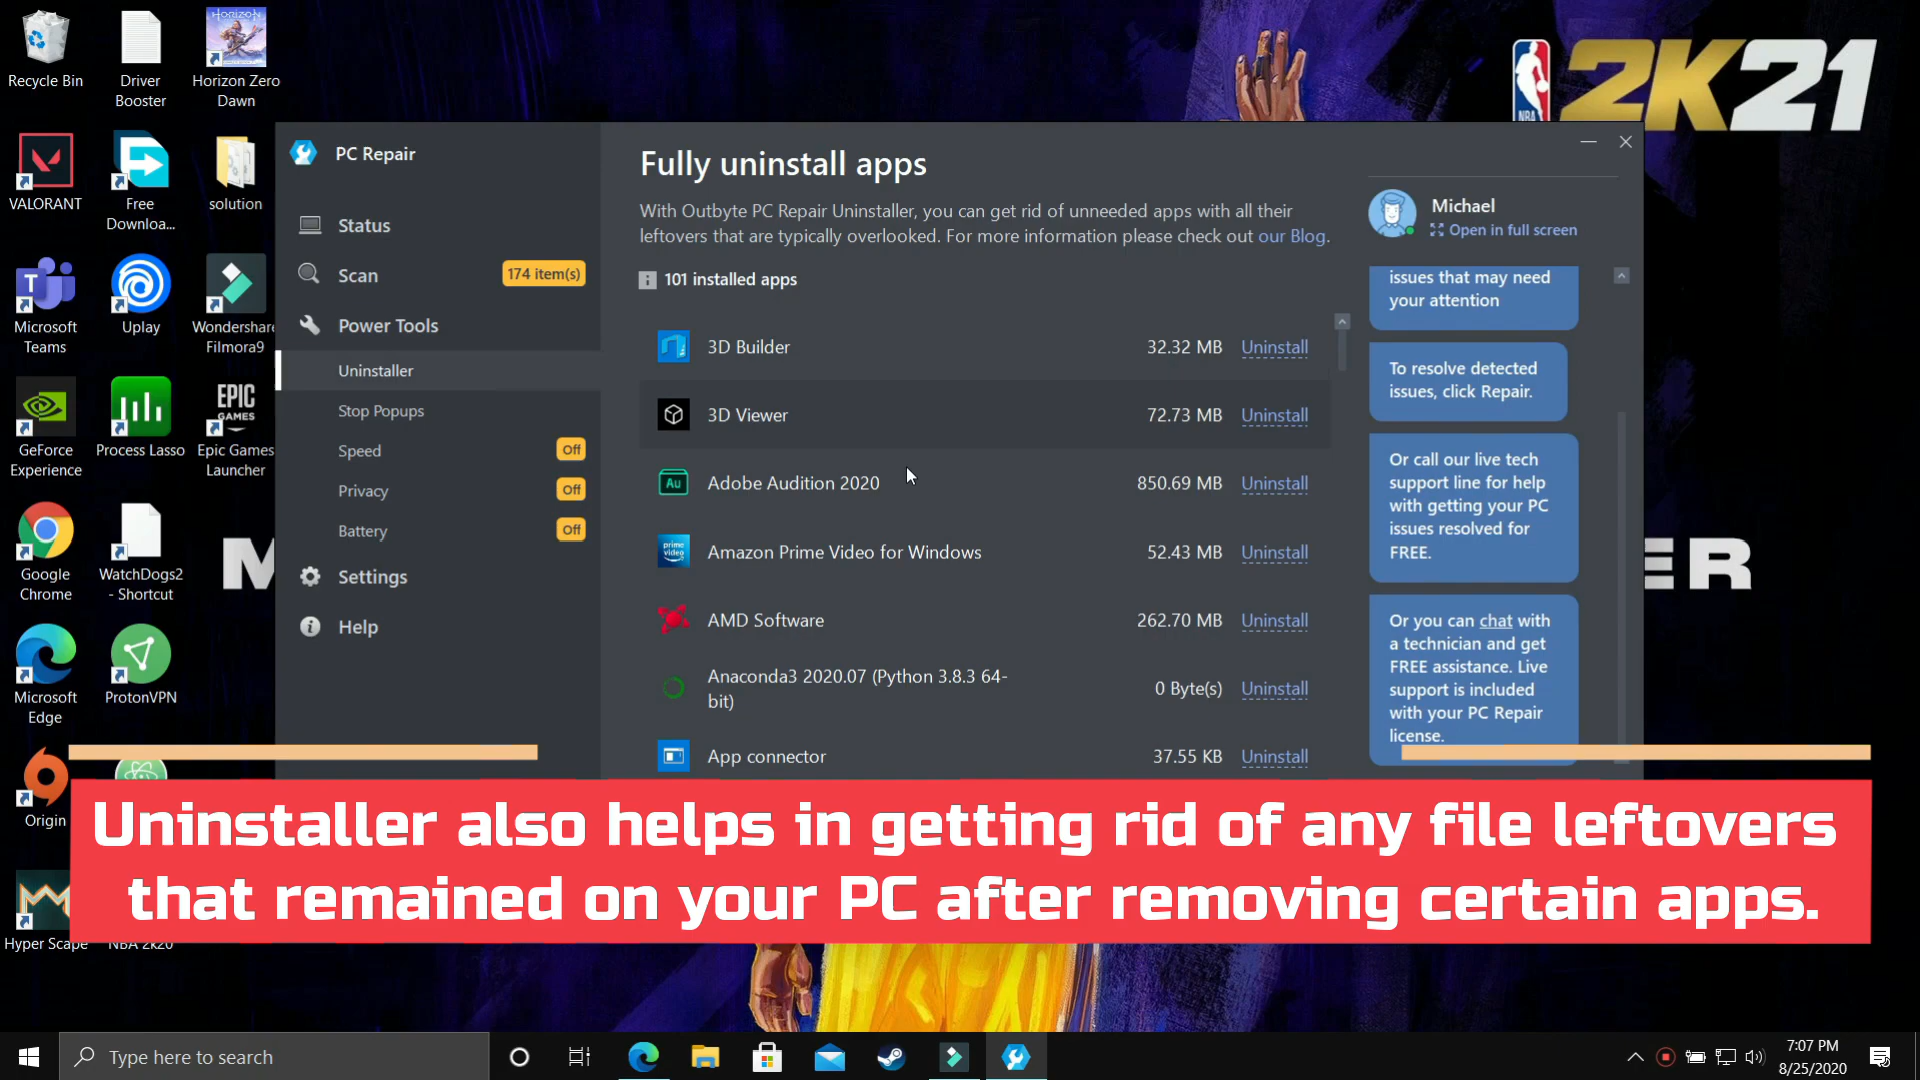 Recycle Bin
Driver
Booster
HORIZON
Horizon Zero
Dawn
NBA
2K21
VALORANT
Free
Downloa...
solution
Microsoft
Teams
Uplay
Wondershare
Filmora9
GeForce
Experience
Process Lasso
EPIC
GAMES
Epic Games
Launcher
Google
Chrome
WatchDogs2
- Shortcut
Microsoft
Edge
ProtonVPN
Origin
Hyper Scape
NBA 2k20
M
ER
PC Repair
Status
Scan
174 item(s)
Power Tools
Uninstaller
Stop Popups
Speed
Off
Privacy
Off
Battery
Off
Settings
Help
Fully uninstall apps
With Outbyte PC Repair Uninstaller, you can get rid of unneeded apps with all their
leftovers that are typically overlooked. For more information please check out our Blog.
101 installed apps
3D Builder 32.32 MB Uninstall
3D Viewer 72.73 MB Uninstall
Au Adobe Audition 2020 850.69 MB Uninstall
prime video Amazon Prime Video for Windows 52.43 MB Uninstall
AMD Software 262.70 MB Uninstall
Anaconda3 2020.07 (Python 3.8.3 64-
bit) 0 Byte(s) Uninstall
App connector 37.55 KB Uninstall
Michael
Open in full screen
issues that may need
your attention
To resolve detected
issues, click Repair.
Or call our live tech
support line for help
with getting your PC
issues resolved for
FREE.
Or you can chat with
a technician and get
FREE assistance. Live
support is included
with your PC Repair
license.
Uninstaller also helps in getting rid of any file leftovers
that remained on your PC after removing certain apps.
Type here to search
7:07 PM
8/25/2020